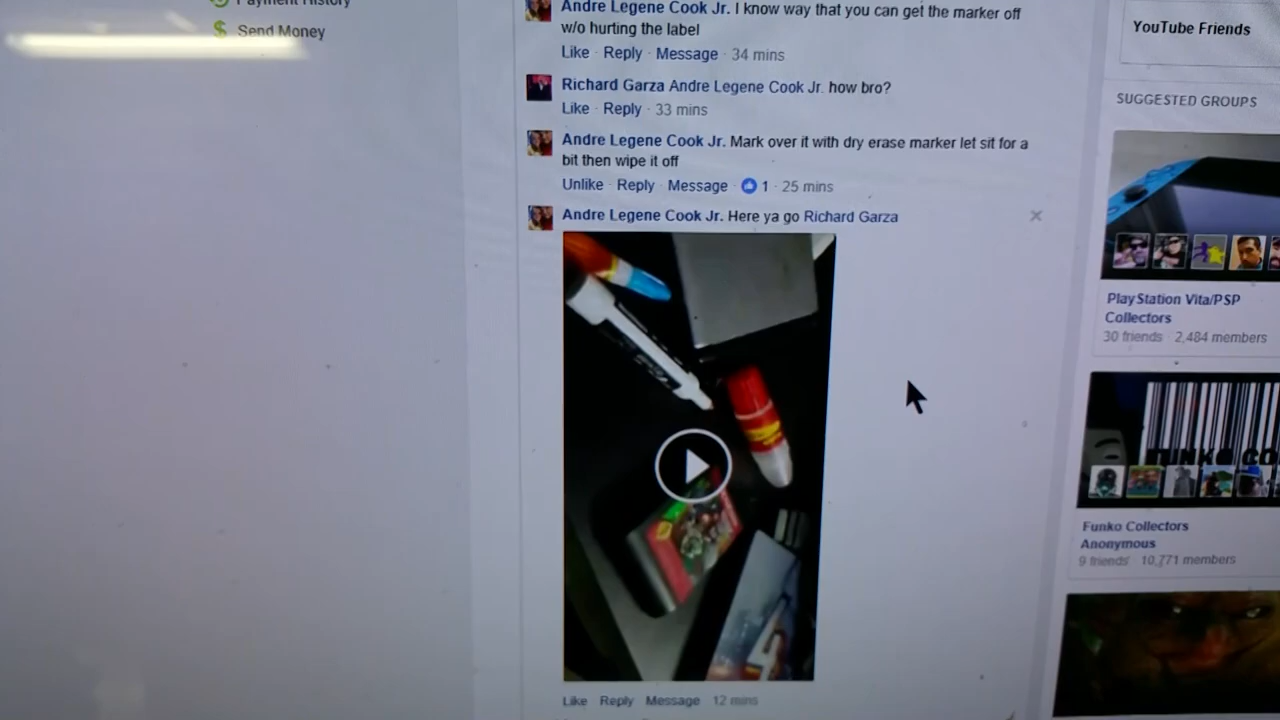 Payment History
Send Money
Andre Legene Cook Jr. I know way that you can get the marker off
w/o hurting the label
Like · Reply · Message · 34 mins
Richard Garza Andre Legene Cook Jr. how bro?
Like · Reply · 33 mins
Andre Legene Cook Jr. Mark over it with dry erase marker let sit for a
bit then wipe it off
Unlike · Reply · Message · 1 · 25 mins
Andre Legene Cook Jr. Here ya go Richard Garza
Like Reply Message 12 mins
YouTube Friends
SUGGESTED GROUPS
PlayStation Vita/PSP
Collectors
30 friends · 2,484 members
FUNKO CO
Funko Collectors
Anonymous
9 friends · 10,771 members